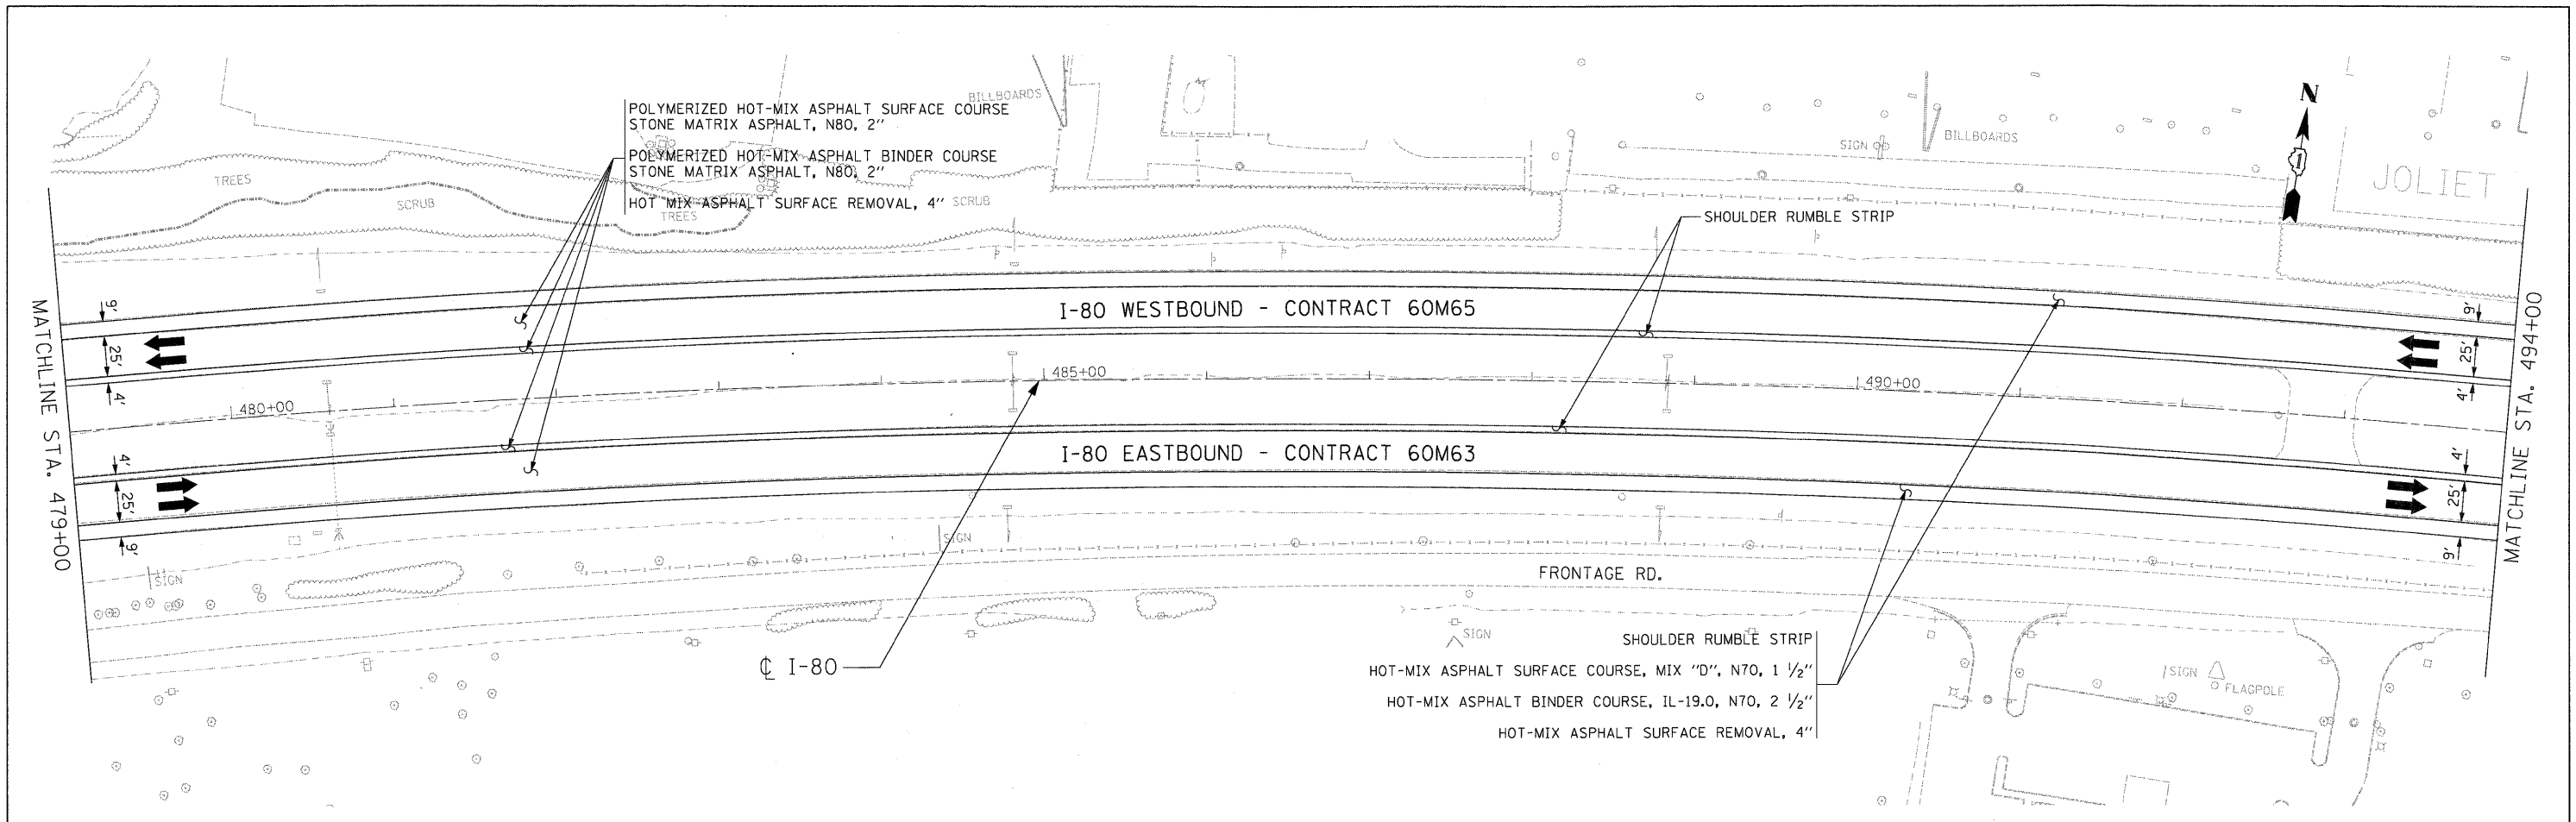 BILLBOARDS
POLYMERIZED HOT-MIX ASPHALT SURFACE COURSE
STONE MATRIX ASPHALT, N80, 2"
POLYMERIZED HOT-MIX ASPHALT BINDER COURSE
STONE MATRIX ASPHALT, N80, 2"
HOT MIX ASPHALT SURFACE REMOVAL, 4"
TREES
SCRUB
TREES
SCRUB
SIGN
BILLBOARDS
N
1
JOLIET
SHOULDER RUMBLE STRIP
MATCHLINE STA. 479+00
9'
25'
4'
I-80 WESTBOUND - CONTRACT 60M65
9'
25'
4'
MATCHLINE STA. 494+00
480+00
485+00
490+00
4'
25'
9'
I-80 EASTBOUND - CONTRACT 60M63
4'
25'
9'
SIGN
SIGN
FRONTAGE RD.
℄ I-80
SIGN
SHOULDER RUMBLE STRIP
HOT-MIX ASPHALT SURFACE COURSE, MIX "D", N70, 1 1/2"
HOT-MIX ASPHALT BINDER COURSE, IL-19.0, N70, 2 1/2"
HOT-MIX ASPHALT SURFACE REMOVAL, 4"
SIGN
FLAGPOLE